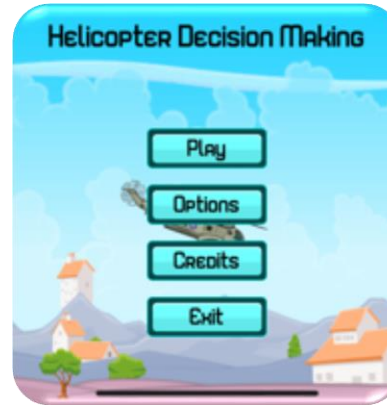 Helicopter Decision Making
Play
Options
Credits
Exit